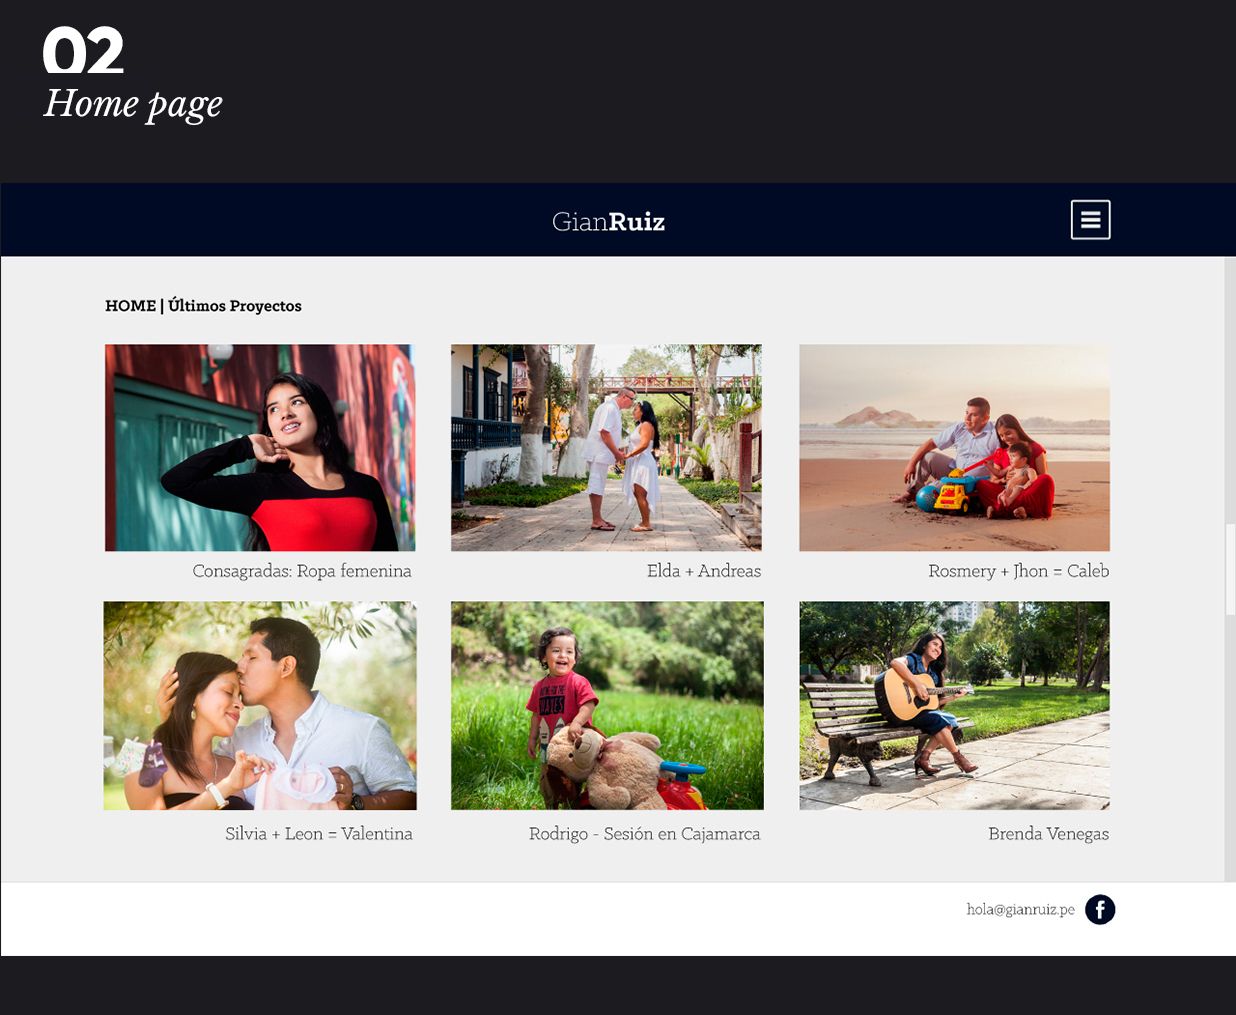 02
Home page
GianRuiz
HOME | Últimos Proyectos
Consagradas: Ropa femenina
Elda + Andreas
Rosmery + Jhon = Caleb
Silvia + Leon = Valentina
Rodrigo - Sesión en Cajamarca
Brenda Venegas
hola@gianruiz.pe